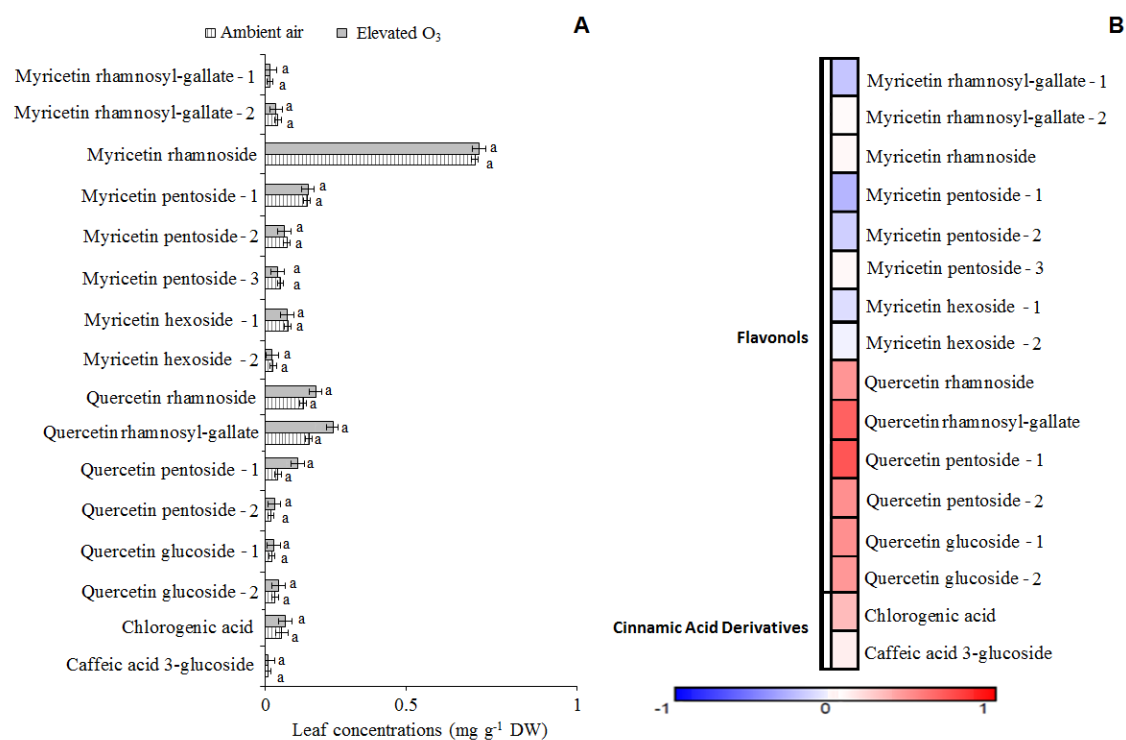 Ambient air
Elevated O₃
A
Myricetin rhamnosyl-gallate - 1
a
a
Myricetin rhamnosyl-gallate - 2
a
a
Myricetin rhamnoside
a
a
Myricetin pentoside - 1
a
a
Myricetin pentoside - 2
a
a
Myricetin pentoside - 3
a
a
Myricetin hexoside - 1
a
a
Myricetin hexoside - 2
a
a
Quercetin rhamnoside
a
a
Quercetin rhamnosyl-gallate
a
a
Quercetin pentoside - 1
a
a
Quercetin pentoside - 2
a
a
Quercetin glucoside - 1
a
a
Quercetin glucoside - 2
a
a
Chlorogenic acid
a
a
Caffeic acid 3-glucoside
a
a
0
0.5
1
Leaf concentrations (mg g⁻¹ DW)
B
Myricetin rhamnosyl-gallate - 1
Myricetin rhamnosyl-gallate - 2
Myricetin rhamnoside
Myricetin pentoside - 1
Myricetin pentoside - 2
Myricetin pentoside - 3
Myricetin hexoside - 1
Myricetin hexoside - 2
Flavonols
Quercetin rhamnoside
Quercetin rhamnosyl-gallate
Quercetin pentoside - 1
Quercetin pentoside - 2
Quercetin glucoside - 1
Quercetin glucoside - 2
Chlorogenic acid
Cinnamic Acid Derivatives
Caffeic acid 3-glucoside
-1
0
1